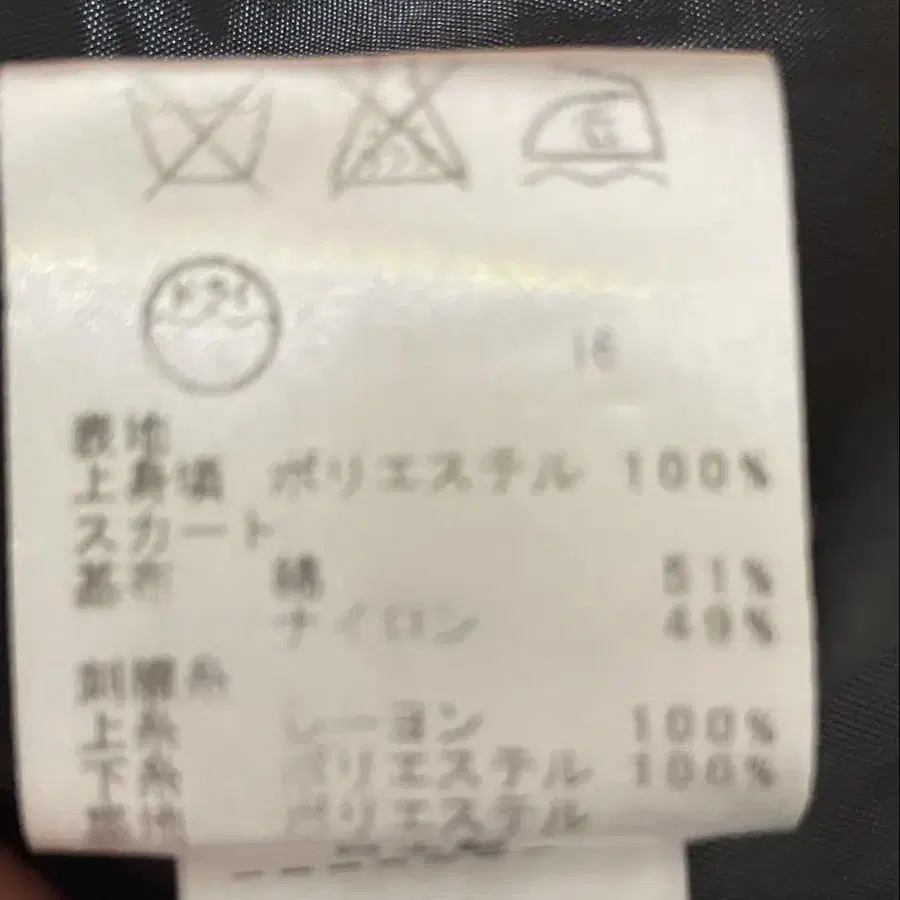 ドライ
16
表地
上身頃 ポリエステル 100%
スカート
基布 綿 51%
ナイロン 49%
刺繍糸
上糸 レーヨン 100%
下糸 ポリエステル 100%
ポリエステル